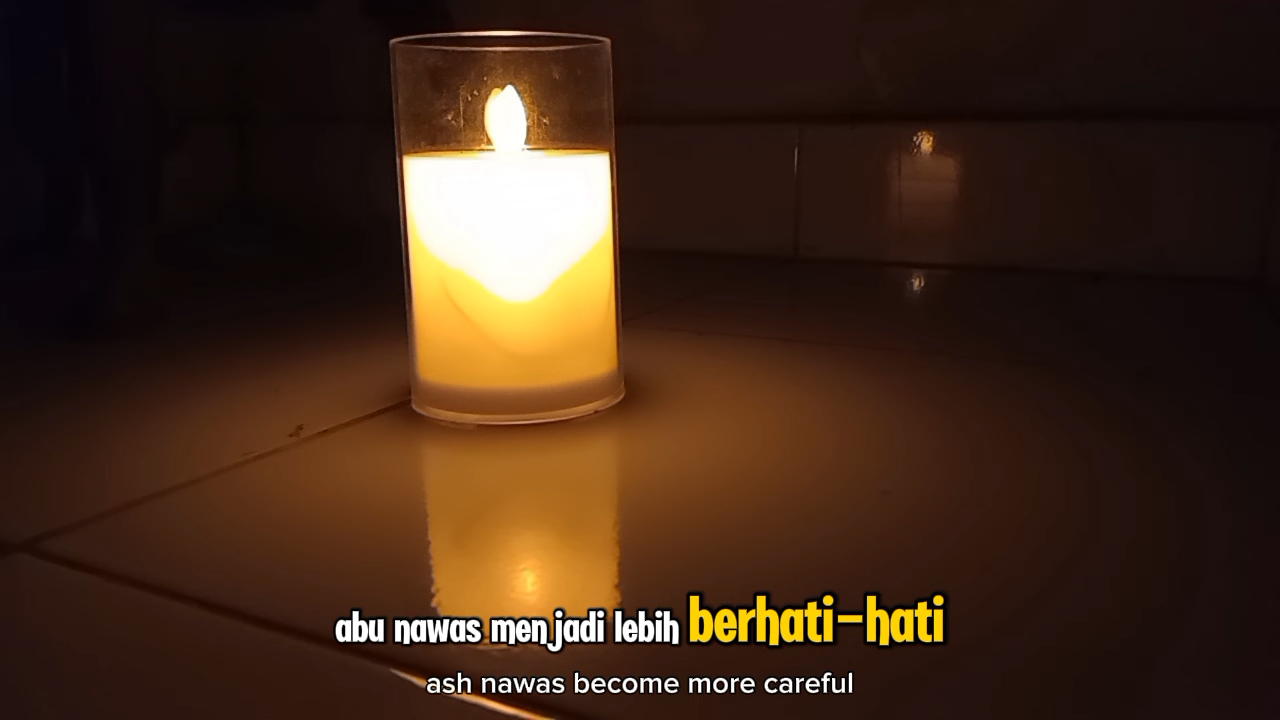 abu nawas menjadi lebih berhati-hati
ash nawas become more careful